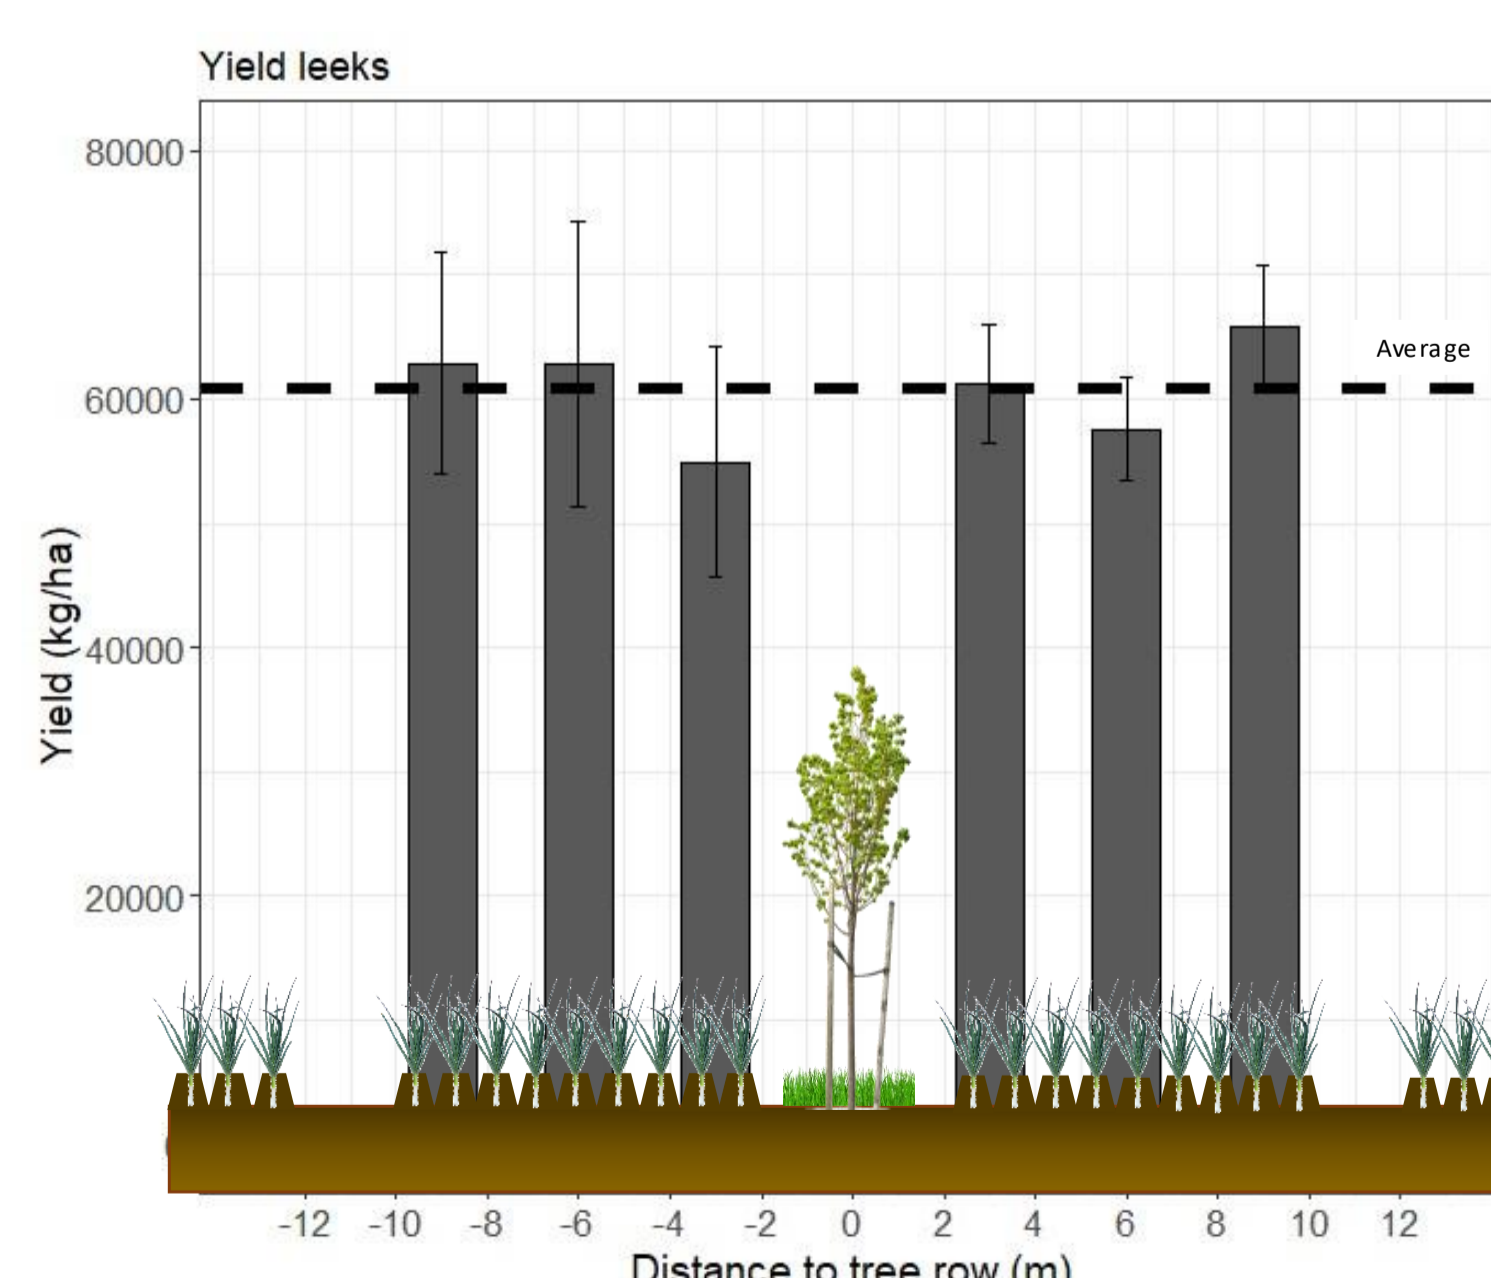 Yield leeks
80000
60000
40000
20000
Yield (kg/ha)
Average
-12 -10 -8 -6 -4 -2 0 2 4 6 8 10 12
Distance to tree row (m)